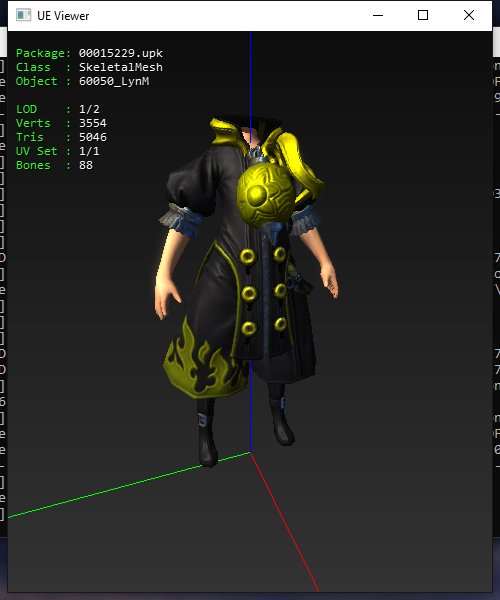 UE Viewer
Package: 00015229.upk
Class : SkeletalMesh
Object : 60050_LynM
LOD : 1/2
Verts : 3554
Tris : 5046
UV Set : 1/1
Bones : 88